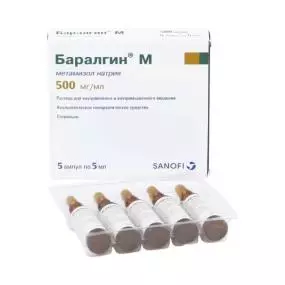 Баралгин® М
метамизол натрия
500 мг/мл
Раствор для внутривенного и внутримышечного введения
Анальгезирующее ненаркотическое средство
Стерильно
5 ампул по 5 мл
SANOFI